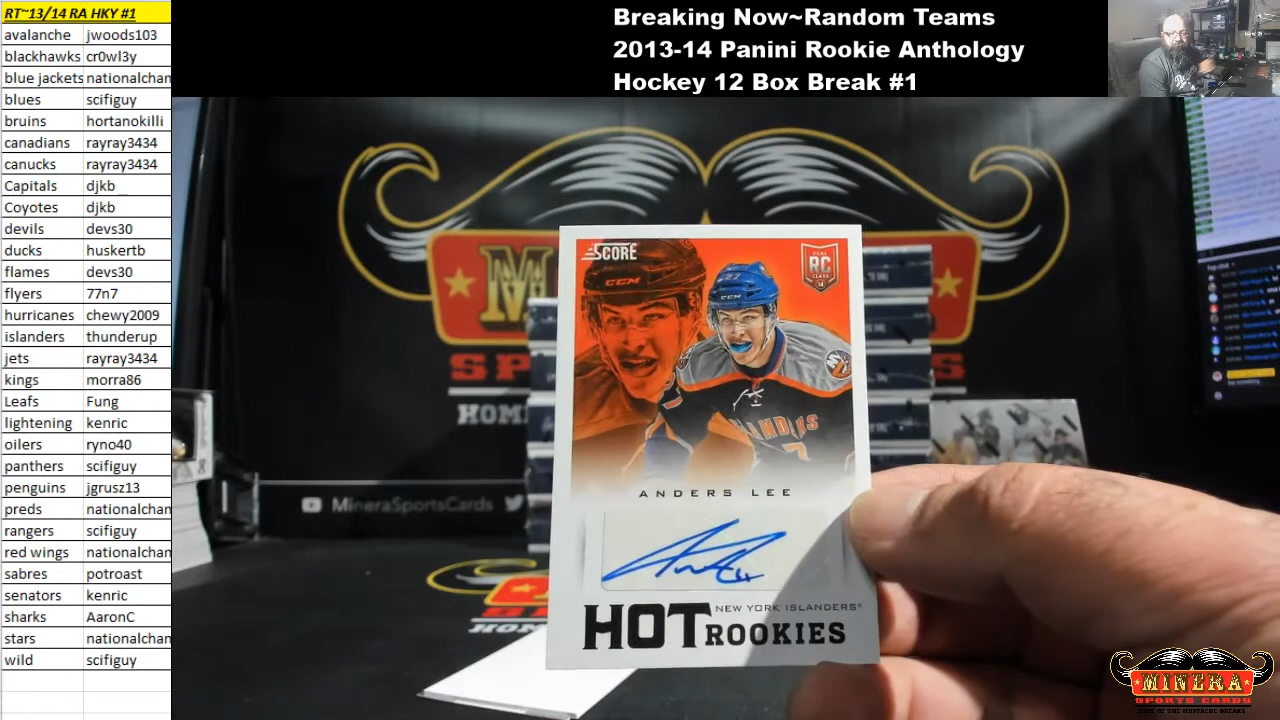 RT~13/14 RA HKY #1
avalanche jwoods103
blackhawks cr0wl3y
blue jackets nationalchan
blues scifiguy
bruins hortanokilli
canadians rayray3434
canucks rayray3434
Capitals djkb
Coyotes djkb
devils devs30
ducks huskertb
flames devs30
flyers 77n7
hurricanes chewy2009
islanders thunderup
jets rayray3434
kings morra86
Leafs Fung
lightening kenric
oilers ryno40
panthers scifiguy
penguins jgrusz13
preds nationalchan
rangers scifiguy
red wings nationalchan
sabres potroast
senators kenric
sharks AaronC
stars nationalchan
wild scifiguy
Breaking Now~Random Teams
2013-14 Panini Rookie Anthology
Hockey 12 Box Break #1
SCORE
RC
CLASS
CCM
CCM
ANDERS LEE
NEW YORK ISLANDERS
HOT ROOKIES
M
SP
HOM
MineraSportsCards
MINERA
SPORTS CARDS